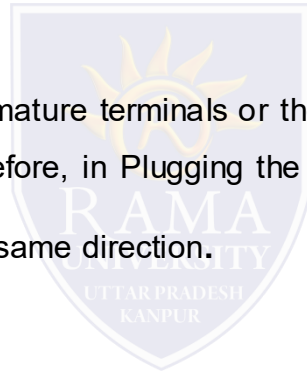 mature terminals or th
efore, in Plugging the
RAMA
same direction.
UNIVERSITY
UTTAR PRADESH
KANPUR